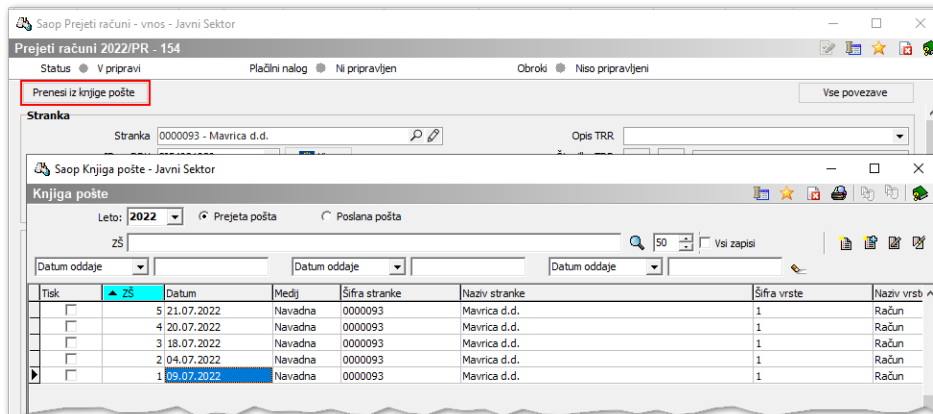 Saop Prejeti računi - vnos - Javni Sektor
Prejeti računi 2022/PR - 154
Status V pripravi Plačilni nalog Ni pripravljen Obroki Niso pripravljeni
Prenesi iz knjige pošte Vse povezave
Stranka
Stranka 0000093 - Mavrica d.d. Opis TRR
Saop Knjiga pošte - Javni Sektor
Knjiga pošte
Leto: 2022 Prejeta pošta Poslana pošta
ZŠ 50 Vsi zapisi
Datum oddaje Datum oddaje Datum oddaje
Tisk ZŠ Datum Medij Šifra stranke Naziv stranke Šifra vrste Naziv vrst
5 21.07.2022 Navadna 0000093 Mavrica d.d. 1 Račun
4 20.07.2022 Navadna 0000093 Mavrica d.d. 1 Račun
3 18.07.2022 Navadna 0000093 Mavrica d.d. 1 Račun
2 04.07.2022 Navadna 0000093 Mavrica d.d. 1 Račun
1 09.07.2022 Navadna 0000093 Mavrica d.d. 1 Račun